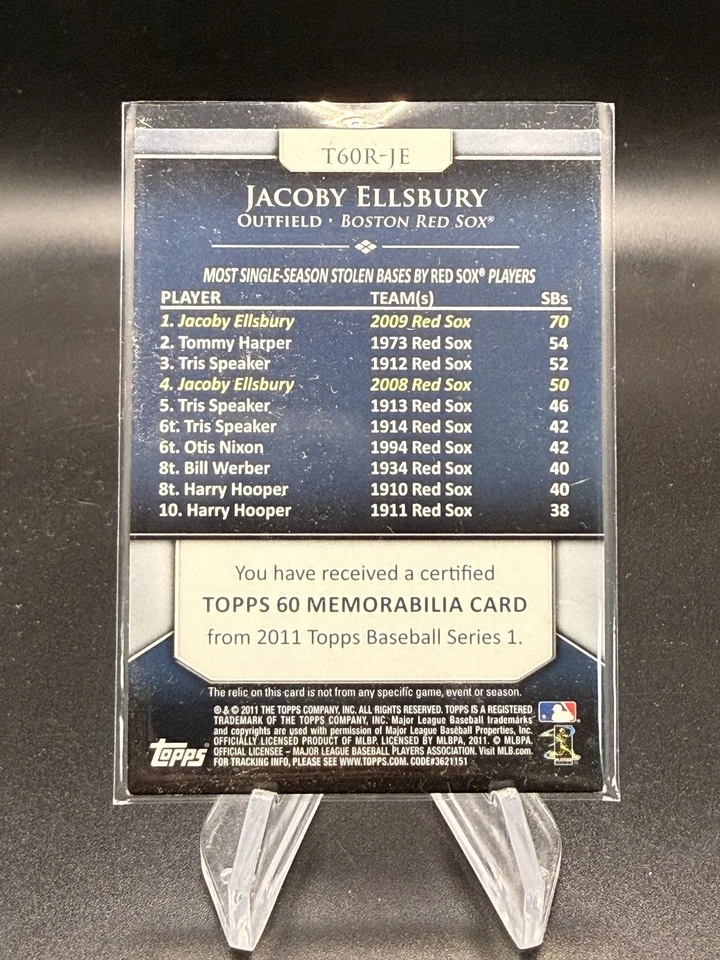 T60R-JE
JACOBY ELLSBURY
OUTFIELD · BOSTON RED SOX®
MOST SINGLE-SEASON STOLEN BASES BY RED SOX® PLAYERS
PLAYER TEAM(s) SBs
1. Jacoby Ellsbury 2009 Red Sox 70
2. Tommy Harper 1973 Red Sox 54
3. Tris Speaker 1912 Red Sox 52
4. Jacoby Ellsbury 2008 Red Sox 50
5. Tris Speaker 1913 Red Sox 46
6t. Tris Speaker 1914 Red Sox 42
6t. Otis Nixon 1994 Red Sox 42
8t. Bill Werber 1934 Red Sox 40
8t. Harry Hooper 1910 Red Sox 40
10. Harry Hooper 1911 Red Sox 38
You have received a certified
TOPPS 60 MEMORABILIA CARD
from 2011 Topps Baseball Series 1.
The relic on this card is not from any specific game, event or season.
® & © 2011 THE TOPPS COMPANY, INC. ALL RIGHTS RESERVED. TOPPS IS A REGISTERED
TRADEMARK OF THE TOPPS COMPANY, INC. Major League Baseball trademarks
and copyrights are used with permission of Major League Baseball Properties, Inc.
OFFICIALLY LICENSED PRODUCT OF MLBP. LICENSED BY MLBPA, 2011. © MLBPA.
OFFICIAL LICENSEE – MAJOR LEAGUE BASEBALL PLAYERS ASSOCIATION. Visit MLB.com.
FOR TRACKING INFO, PLEASE SEE WWW.TOPPS.COM. CODE#3621151
topps®